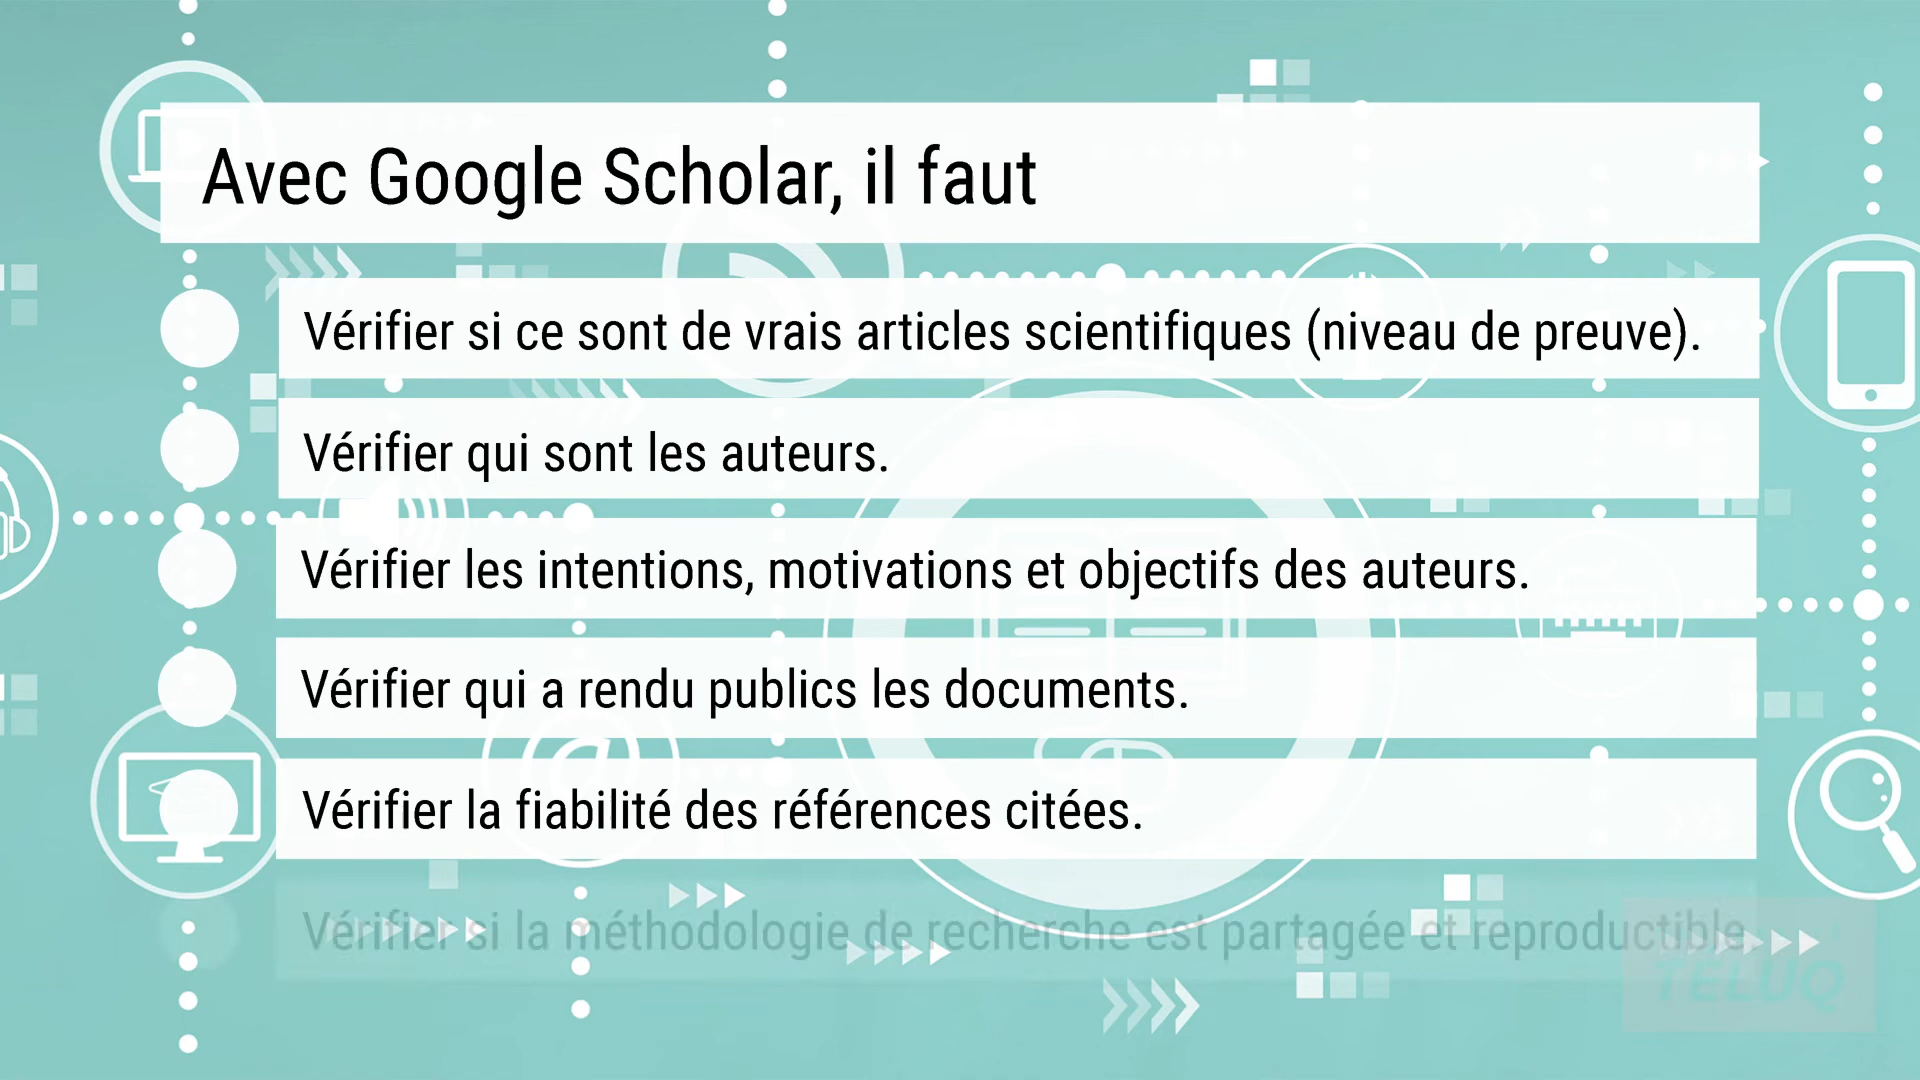 Avec Google Scholar, il faut
Vérifier si ce sont de vrais articles scientifiques (niveau de preuve).
Vérifier qui sont les auteurs.
Vérifier les intentions, motivations et objectifs des auteurs.
Vérifier qui a rendu publics les documents.
Vérifier la fiabilité des références citées.
Vérifier si la méthodologie de recherche est partagée et reproductible.
TELUQ